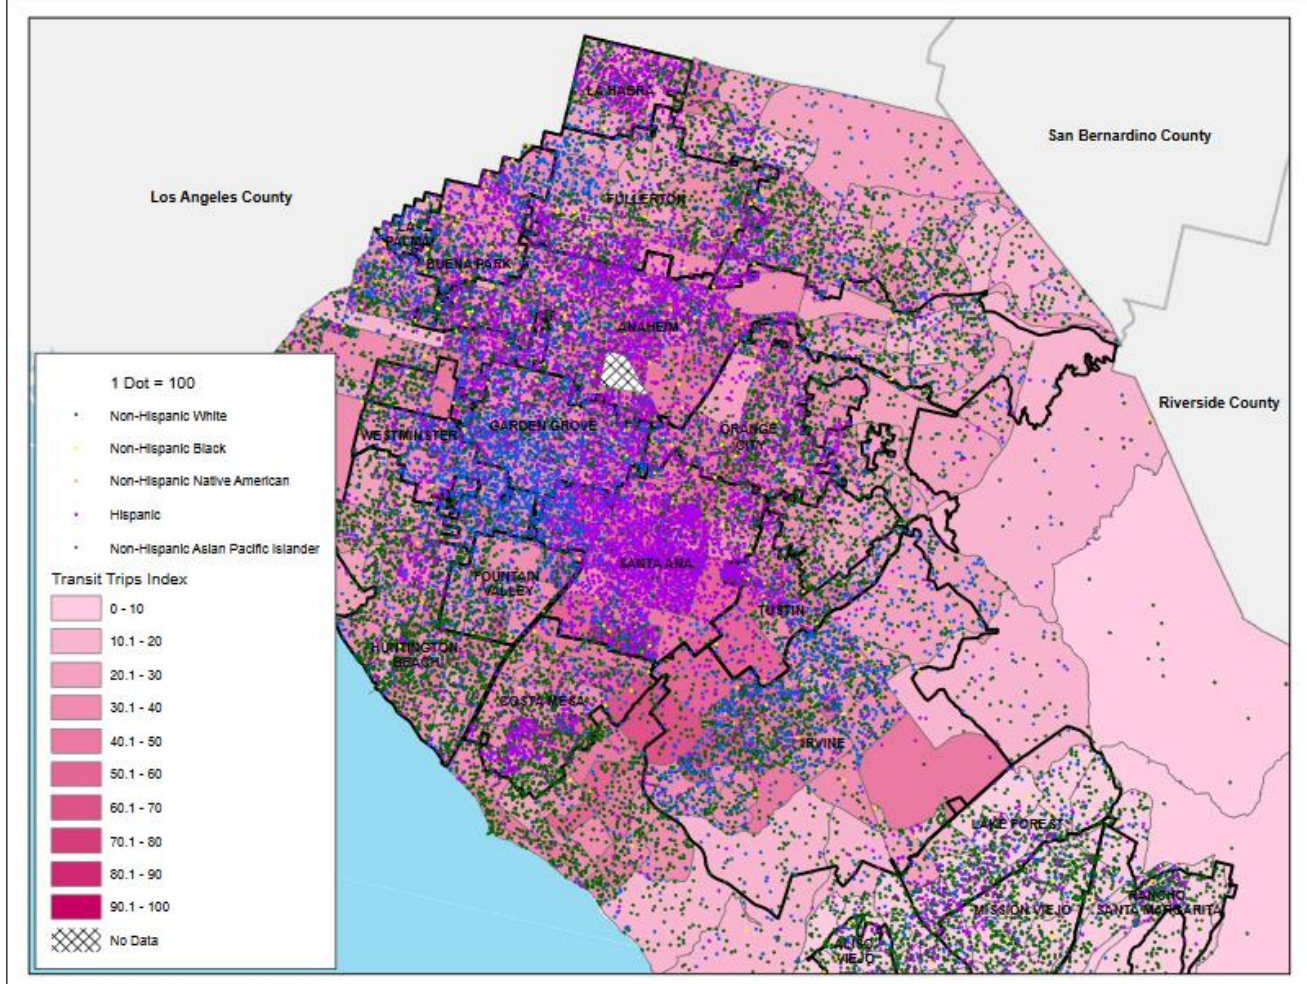 San Bernardino County
Los Angeles County
Riverside County
LA HABRA
FULLERTON
LA
PALMA
BUENA PARK
ANAHEIM
WESTMINSTER
GARDEN GROVE
ORANGE
CITY
SANTA ANA
FOUNTAIN
VALLEY
TUSTIN
HUNTINGTON
BEACH
COSTA MESA
IRVINE
LAKE FOREST
MISSION VIEJO
RANCHO
SANTA MARGARITA
ALISO
VIEJO
1 Dot = 100
Non-Hispanic White
Non-Hispanic Black
Non-Hispanic Native American
Hispanic
Non-Hispanic Asian Pacific Islander
Transit Trips Index
0 - 10
10.1 - 20
20.1 - 30
30.1 - 40
40.1 - 50
50.1 - 60
60.1 - 70
70.1 - 80
80.1 - 90
90.1 - 100
No Data